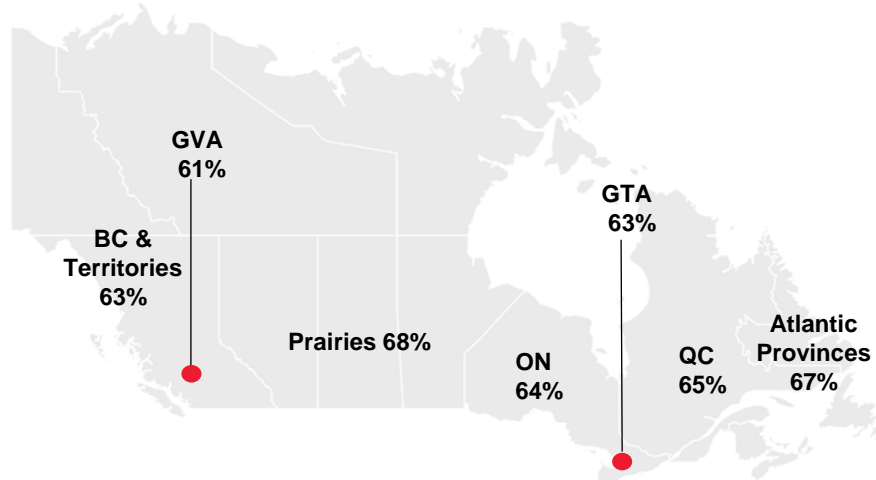 GVA
61%
GTA
63%
BC &
Territories
63%
Prairies 68%
ON
64%
QC
65%
Atlantic
Provinces
67%